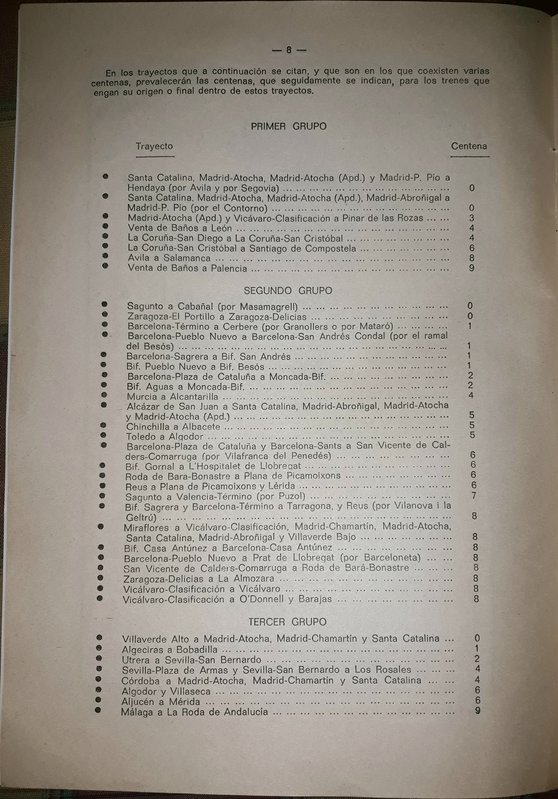 — 8 —
En los trayectos que a continuación se citan, y que son en los que coexisten varias
centenas, prevalecerán las centenas, que seguidamente se indican, para los trenes que
engan su origen o final dentro de estos trayectos.
PRIMER GRUPO
Trayecto Centena
● Santa Catalina, Madrid-Atocha, Madrid-Atocha (Apd.) y Madrid-P. Pío a
Hendaya (por Avila y por Segovia) ... ... ... ... ... ... ... ... ... ... ... 0
● Santa Catalina, Madrid-Atocha, Madrid-Atocha (Apd.), Madrid-Abroñigal a
Madrid-P. Pío (por el Contorno) ... ... ... ... ... ... ... ... ... ... ... 0
● Madrid-Atocha (Apd.) y Vicávaro-Clasificación a Pinar de las Rozas ... ... 3
● Venta de Baños a León ... ... ... ... ... ... ... ... ... ... ... ... ... 4
● La Coruña-San Diego a La Coruña-San Cristóbal ... ... ... ... ... ... 4
● La Coruña-San Cristóbal a Santiago de Compostela ... ... ... ... ... 6
● Avila a Salamanca ... ... ... ... ... ... ... ... ... ... ... ... ... ... 8
● Venta de Baños a Palencia ... ... ... ... ... ... ... ... ... ... ... ... 9
SEGUNDO GRUPO
● Sagunto a Cabañal (por Masamagrell) ... ... ... ... ... ... ... ... ... 0
● Zaragoza-El Portillo a Zaragoza-Delicias ... ... ... ... ... ... ... ... 0
● Barcelona-Término a Cerbere (por Granollers o por Mataró) ... ... ... 1
● Barcelona-Pueblo Nuevo a Barcelona-San Andrés Condal (por el ramal
del Besós) ... ... ... ... ... ... ... ... ... ... ... ... ... ... ... ... 1
● Barcelona-Sagrera a Bif. San Andrés ... ... ... ... ... ... ... ... ... 1
● Bif. Pueblo Nuevo a Bif. Besós ... ... ... ... ... ... ... ... ... ... ... 1
● Barcelona-Plaza de Cataluña a Moncada-Bif. ... ... ... ... ... ... ... 2
● Bif. Aguas a Moncada-Bif. ... ... ... ... ... ... ... ... ... ... ... ... 2
● Murcia a Alcantarilla ... ... ... ... ... ... ... ... ... ... ... ... ... 4
● Alcázar de San Juan a Santa Catalina, Madrid-Abroñigal, Madrid-Atocha
y Madrid-Atocha (Apd.) ... ... ... ... ... ... ... ... ... ... ... ... ... 5
● Chinchilla a Albacete ... ... ... ... ... ... ... ... ... ... ... ... ... 5
● Toledo a Algodor ... ... ... ... ... ... ... ... ... ... ... ... ... ... 5
● Barcelona-Plaza de Cataluña y Barcelona-Sants a San Vicente de Cal-
ders-Comarruga (por Vilafranca del Penedés) ... ... ... ... ... ... ... 6
● Bif. Gornal a L'Hospitalet de Llobregat ... ... ... ... ... ... ... ... ... 6
● Roda de Bara-Bonastre a Plana de Picamoixons ... ... ... ... ... ... 6
● Reus a Plana de Picamoixons y Lérida ... ... ... ... ... ... ... ... ... 6
● Sagunto a Valencia-Término (por Puzol) ... ... ... ... ... ... ... ... 7
● Bif. Sagrera y Barcelona-Término a Tarragona, y Reus (por Vilanova i la
Geltrú) ... ... ... ... ... ... ... ... ... ... ... ... ... ... ... ... ... 8
● Miraflores a Vicálvaro-Clasificación, Madrid-Chamartín, Madrid-Atocha,
Santa Catalina, Madrid-Abroñigal y Villaverde Bajo ... ... ... ... ... ... 8
● Bif. Casa Antúnez a Barcelona-Casa Antúnez ... ... ... ... ... ... ... 8
● Barcelona-Pueblo Nuevo a Prat de Llobregat (por Barceloneta) ... ... ... 8
● San Vicente de Calders-Comarruga a Roda de Bará-Bonastre ... ... ... 8
● Zaragoza-Delicias a La Almozara ... ... ... ... ... ... ... ... ... ... 8
● Vicálvaro-Clasificación a Vicálvaro ... ... ... ... ... ... ... ... ... ... 8
● Vicálvaro-Clasificación a O'Donnell y Barajas ... ... ... ... ... ... ... 8
TERCER GRUPO
● Villaverde Alto a Madrid-Atocha, Madrid-Chamartín y Santa Catalina ... 0
● Algeciras a Bobadilla ... ... ... ... ... ... ... ... ... ... ... ... ... 1
● Utrera a Sevilla-San Bernardo ... ... ... ... ... ... ... ... ... ... ... 2
● Sevilla-Plaza de Armas y Sevilla-San Bernardo a Los Rosales ... ... ... 4
● Córdoba a Madrid-Atocha, Madrid-Chamartín y Santa Catalina ... ... ... 4
● Algodor y Villaseca ... ... ... ... ... ... ... ... ... ... ... ... ... ... 6
● Aljucén a Mérida ... ... ... ... ... ... ... ... ... ... ... ... ... ... 6
● Málaga a La Roda de Andalucía ... ... ... ... ... ... ... ... ... ... ... 9